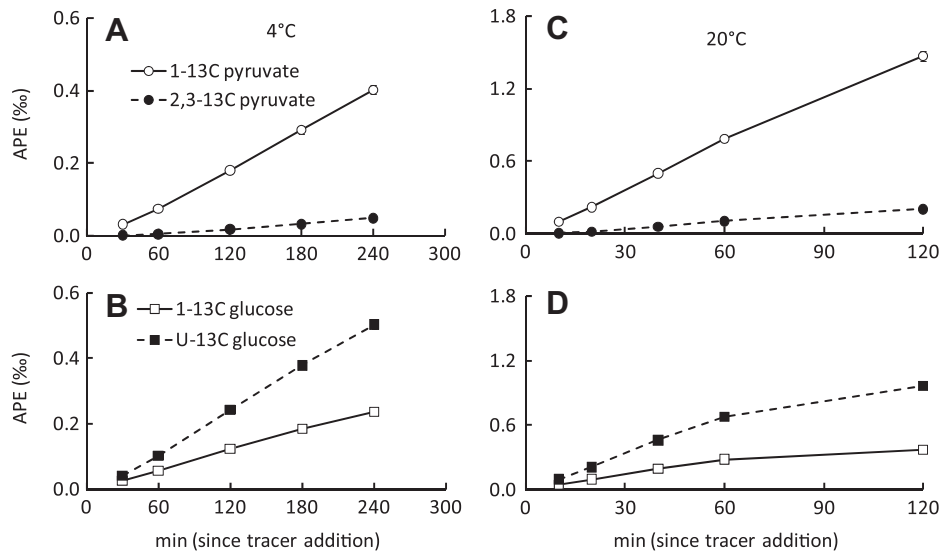 A
4°C
APE (‰)
0.6
0.4
0.2
0.0
1-13C pyruvate
2,3-13C pyruvate
0 60 120 180 240 300
C
20°C
1.8
1.2
0.6
0.0
0 30 60 90 120
B
APE (‰)
0.6
0.4
0.2
0.0
1-13C glucose
U-13C glucose
0 60 120 180 240 300
min (since tracer addition)
D
1.8
1.2
0.6
0.0
0 30 60 90 120
min (since tracer addition)